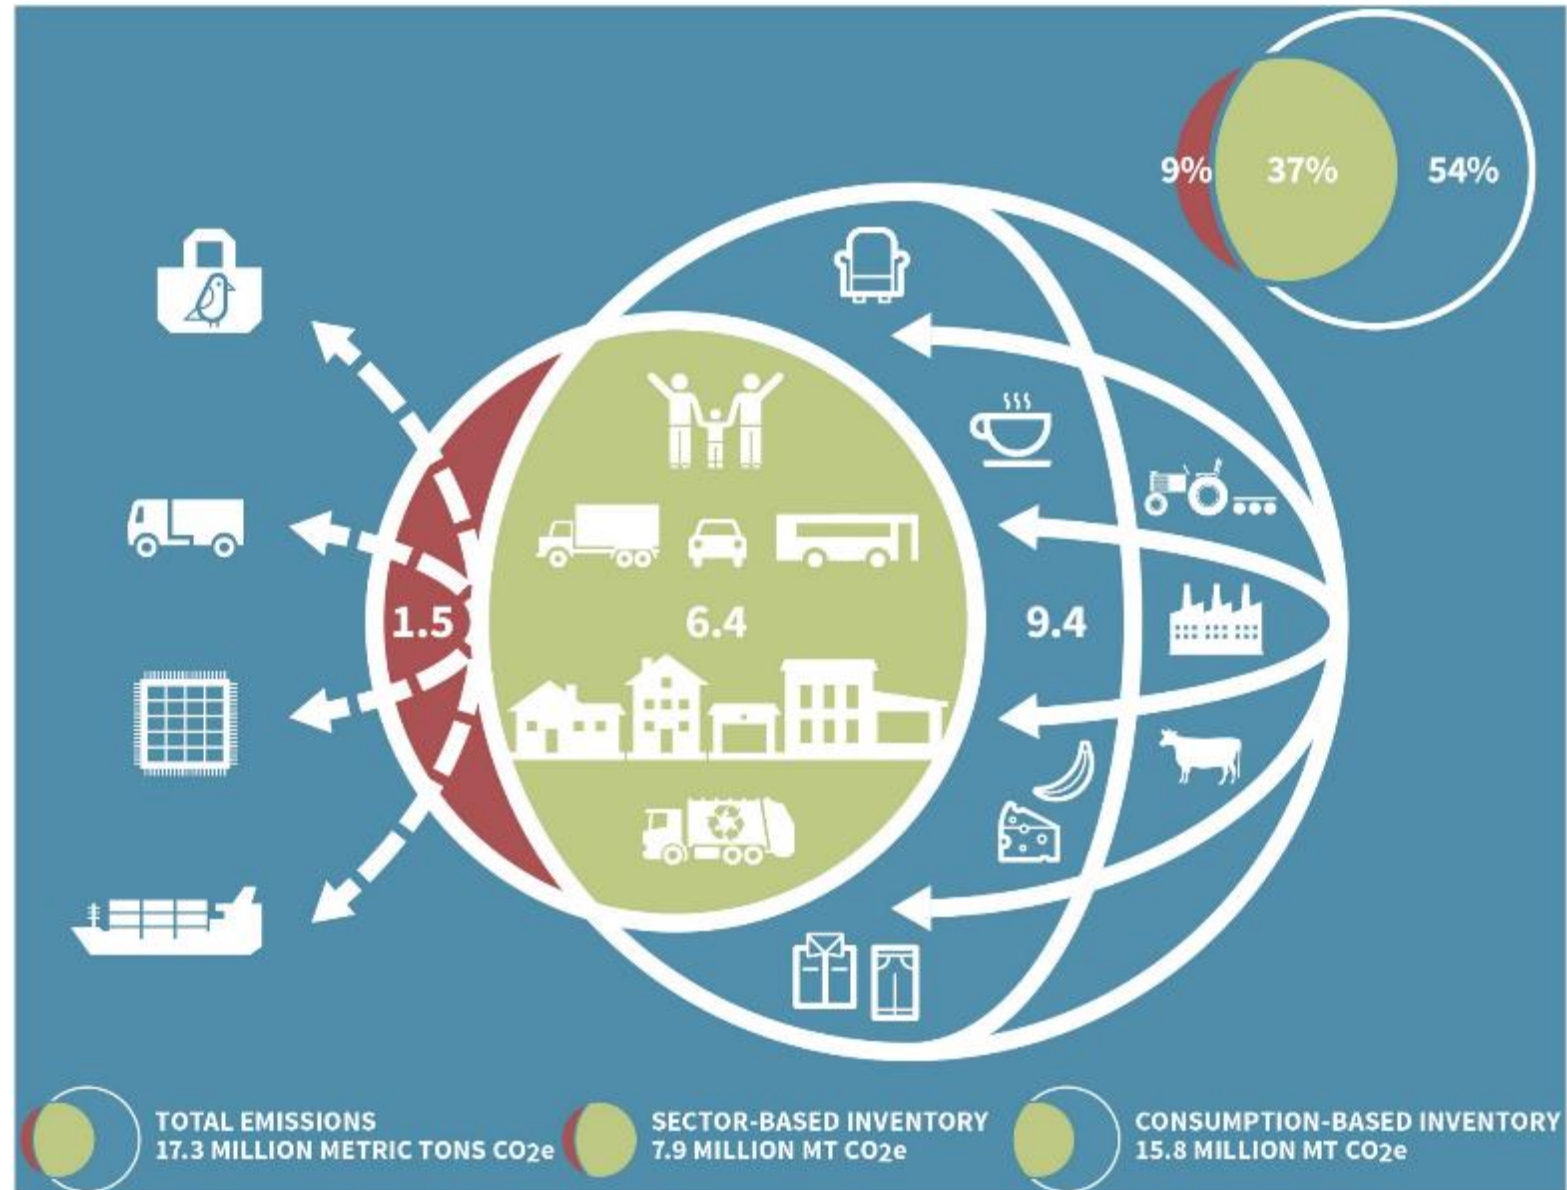 9% 37% 54%
1.5 6.4 9.4
TOTAL EMISSIONS
17.3 MILLION METRIC TONS CO2e
SECTOR-BASED INVENTORY
7.9 MILLION MT CO2e
CONSUMPTION-BASED INVENTORY
15.8 MILLION MT CO2e